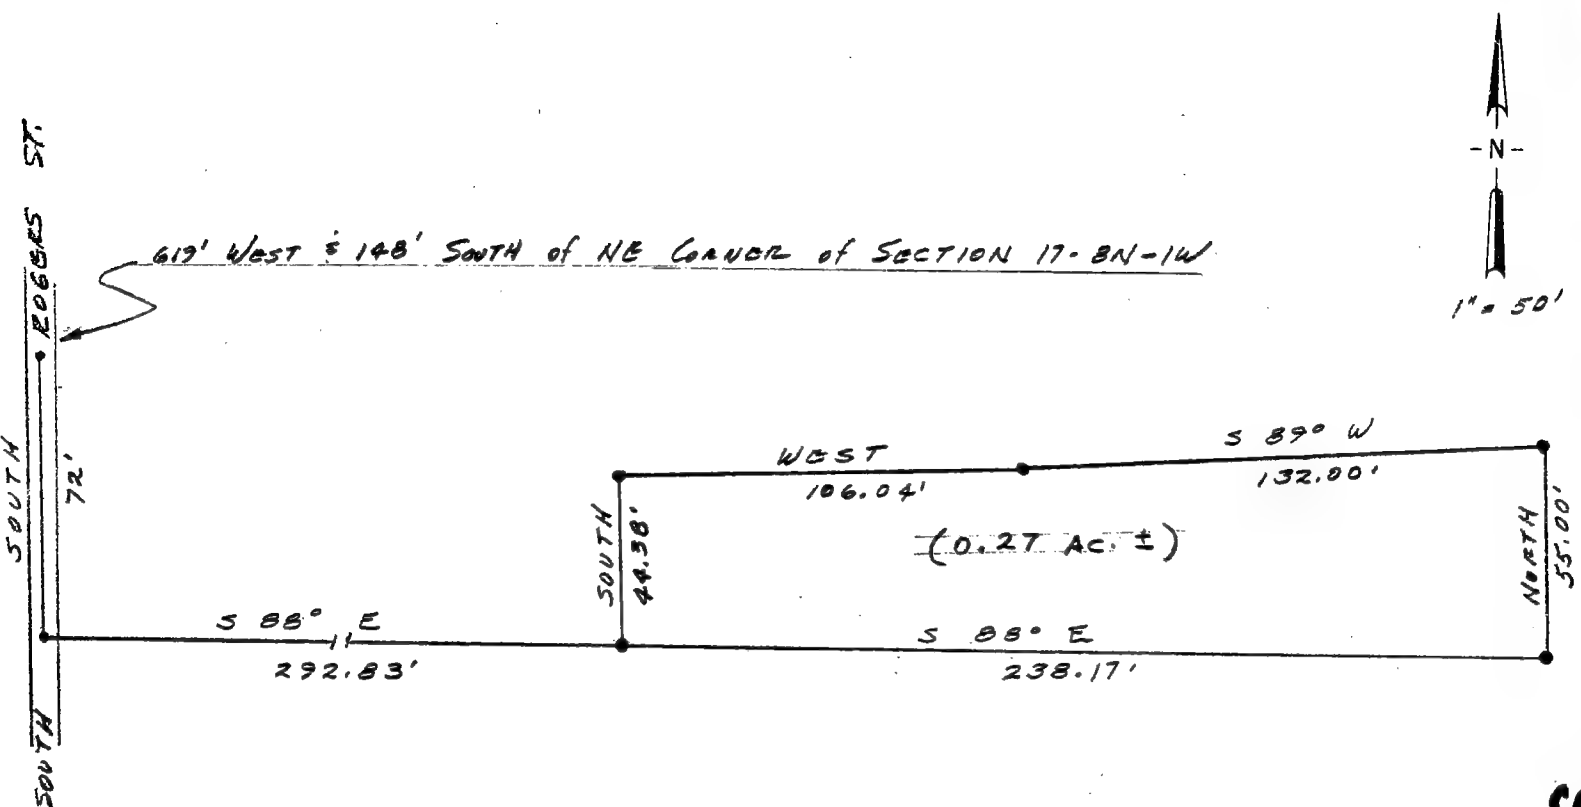 - N -
1" = 50'
SOUTH ROGERS ST.
619' WEST & 148' SOUTH of NE CORNER of SECTION 17-8N-1W
SOUTH
72'
WEST
106.04'
S 89° W
132.00'
SOUTH
44.38'
(0.27 AC. ±)
NORTH
55.00'
S 88° E
292.83'
S 88° E
238.17'